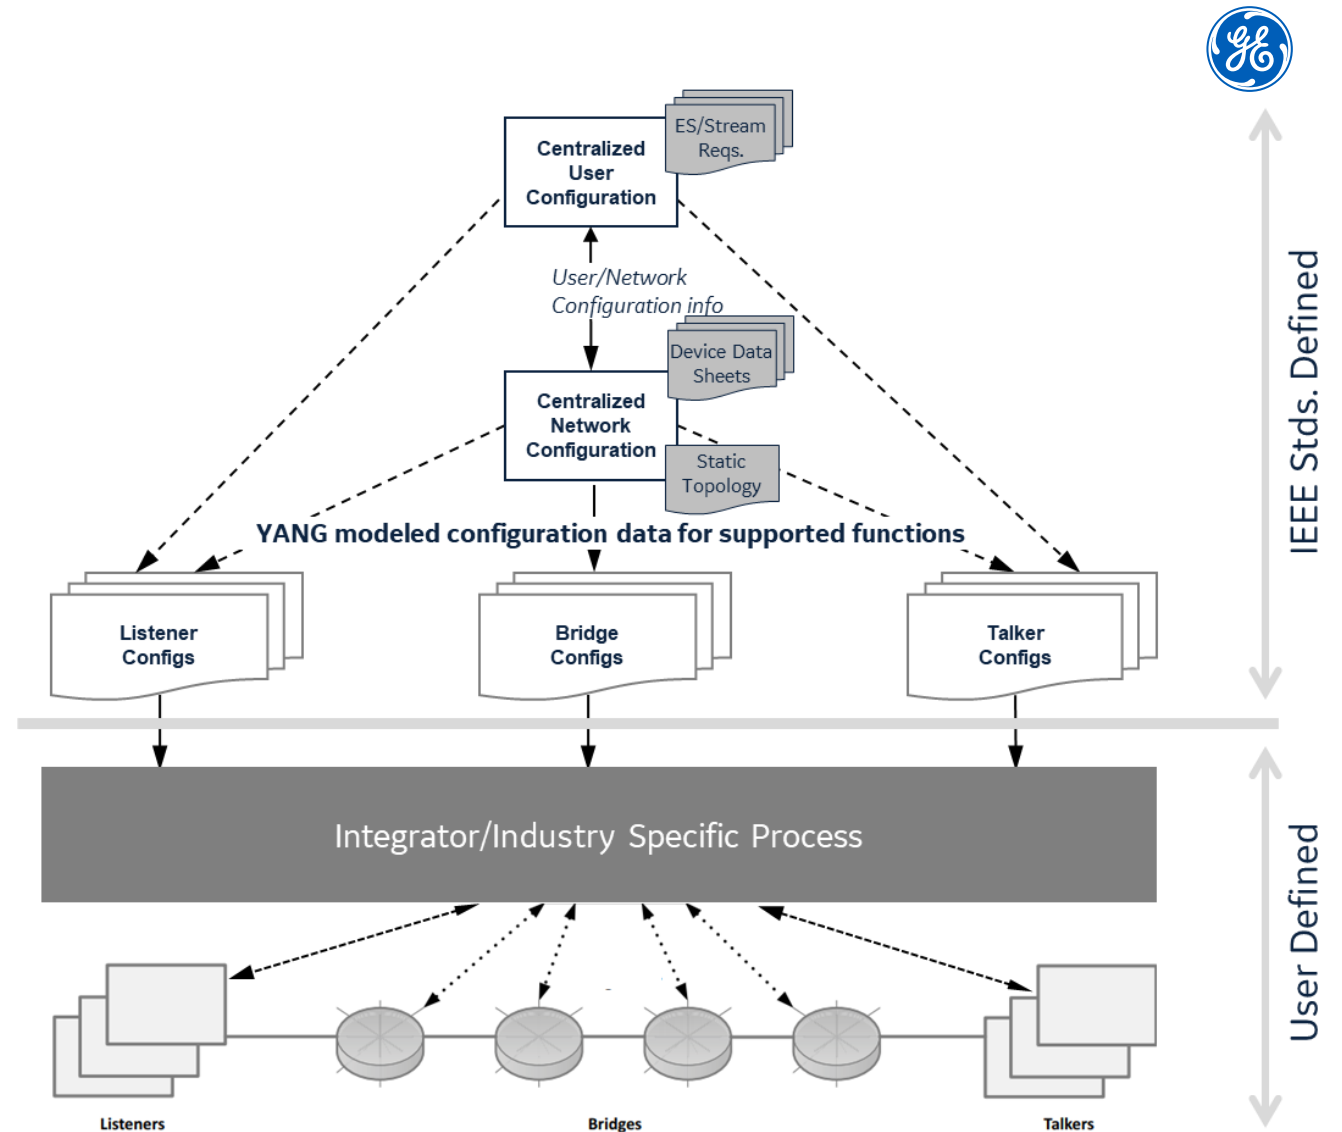 GE
ES/Stream
Reqs.
Centralized
User
Configuration
User/Network
Configuration info
Device Data
Sheets
Centralized
Network
Configuration
Static
Topology
YANG modeled configuration data for supported functions
Listener
Configs
Bridge
Configs
Talker
Configs
IEEE Stds. Defined
Integrator/Industry Specific Process
User Defined
Listeners
Bridges
Talkers